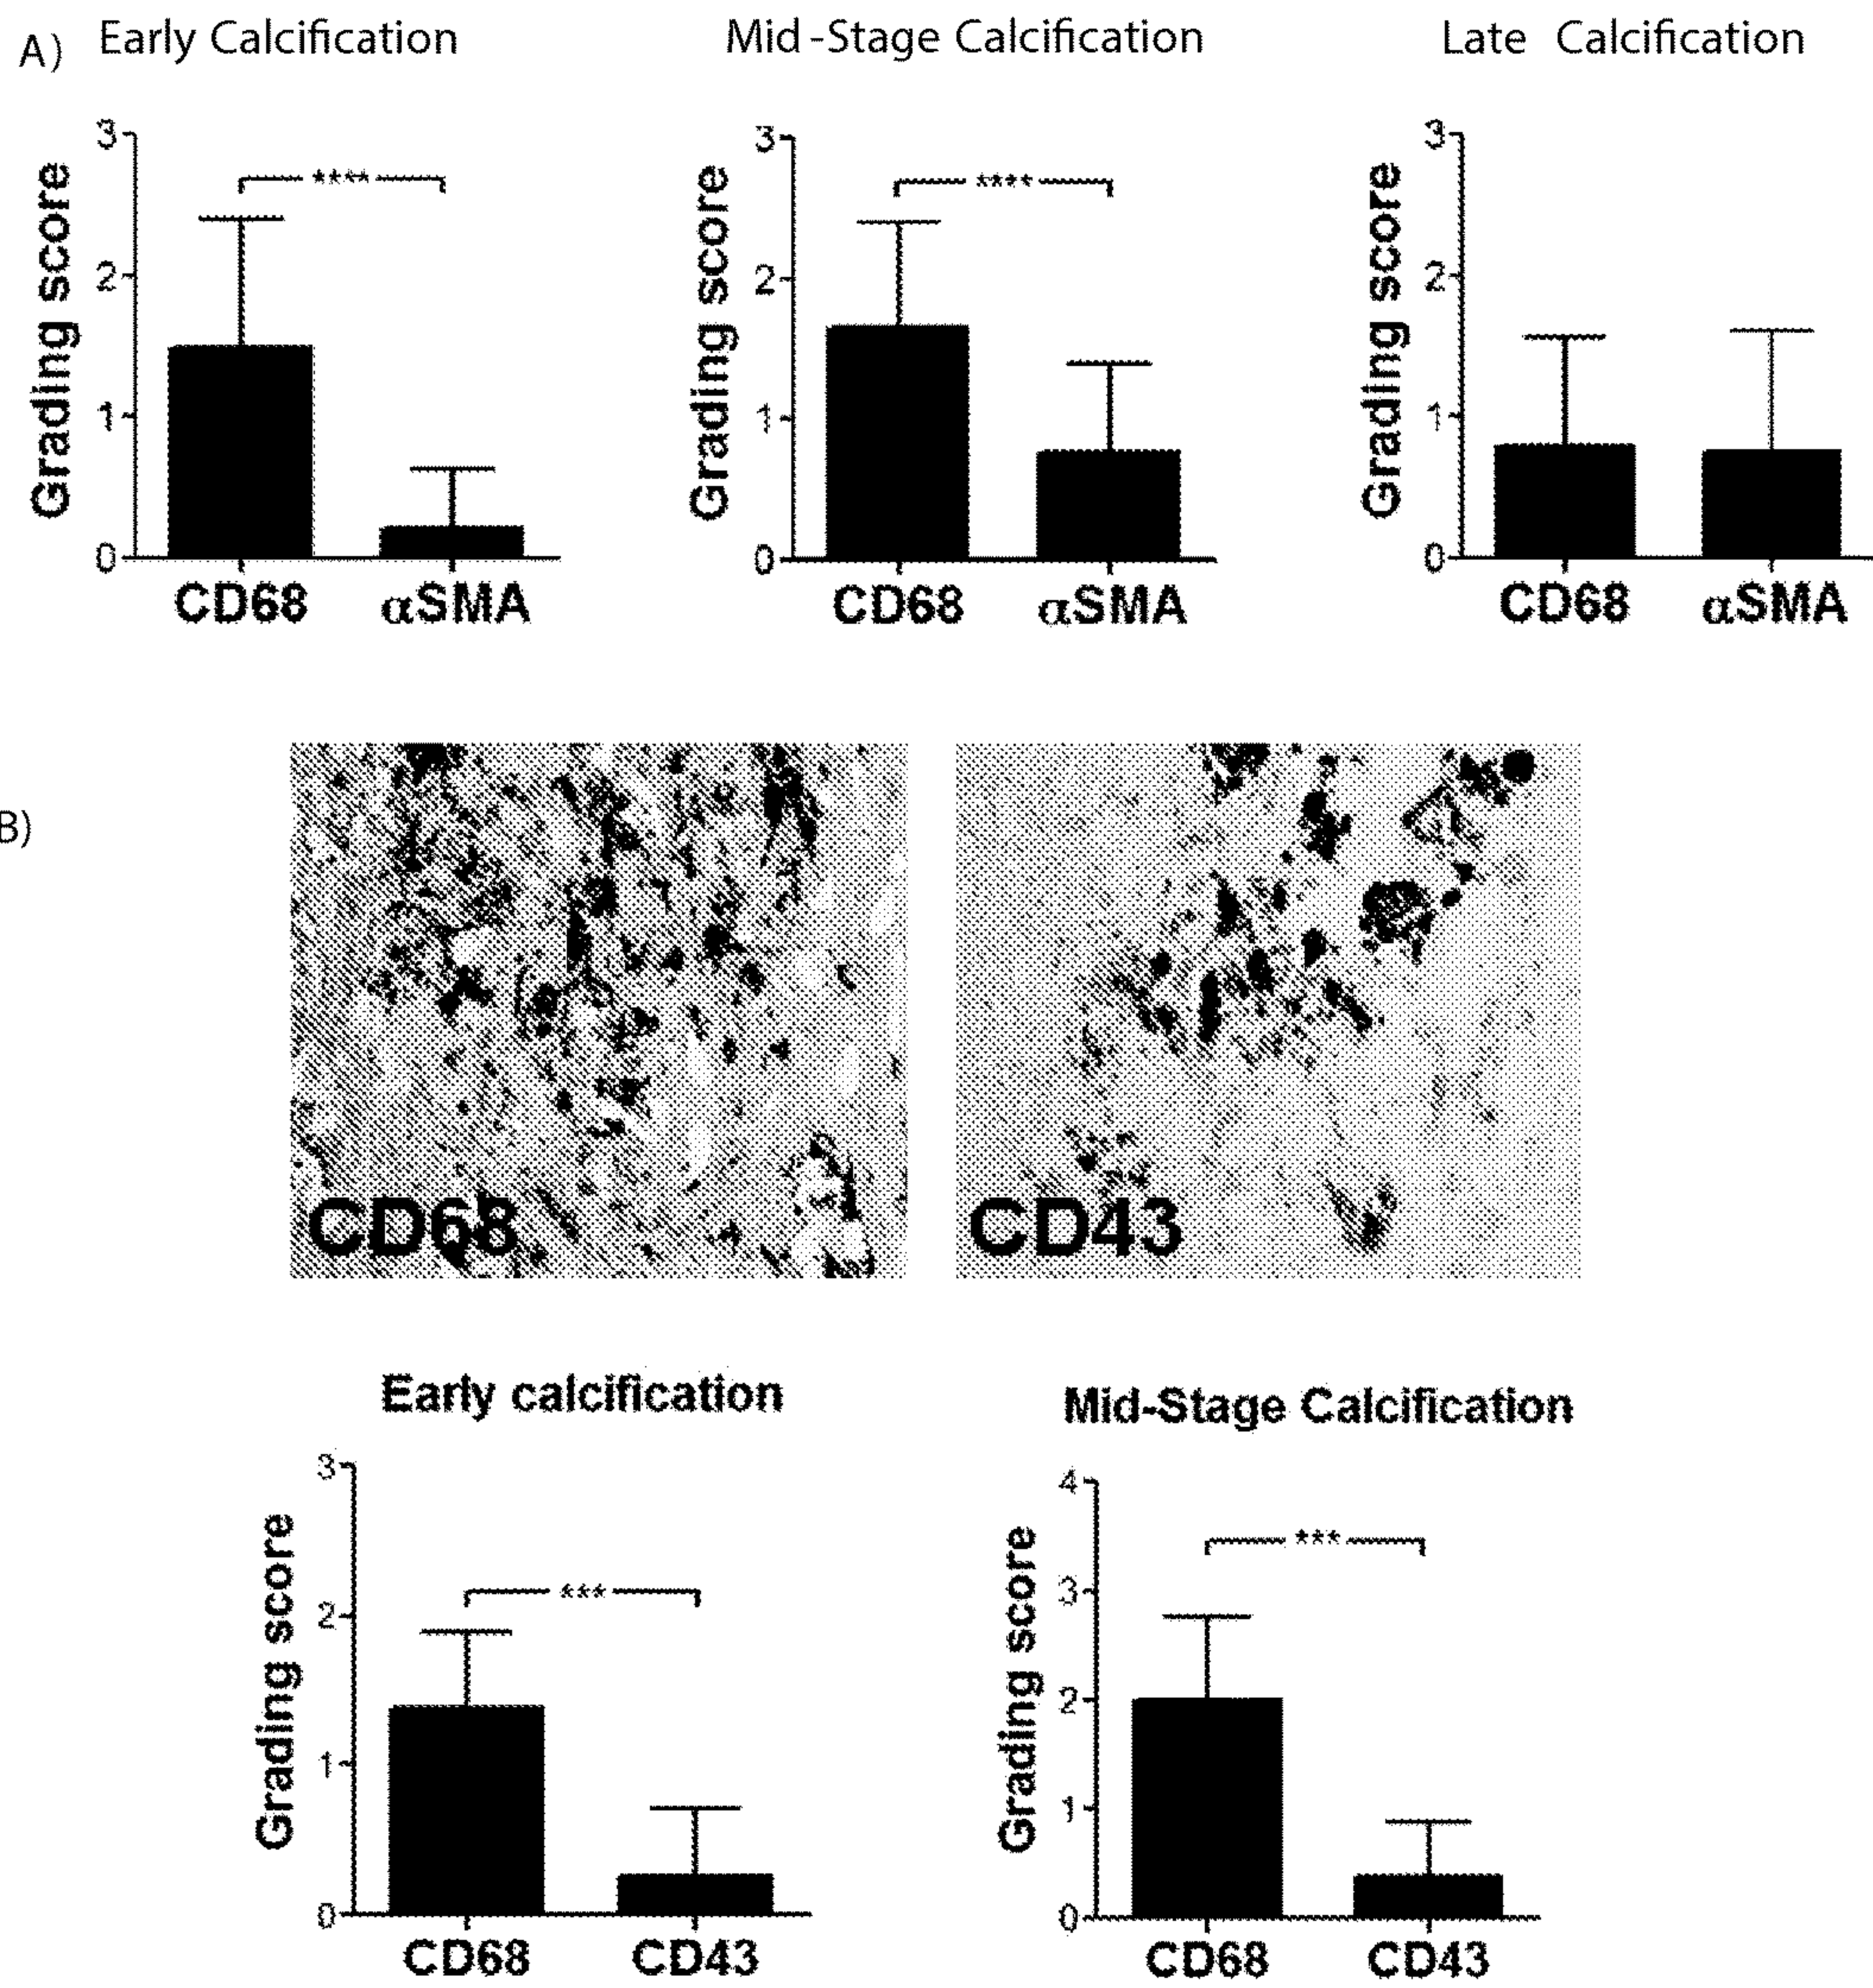 A) Early Calcification Mid-Stage Calcification Late Calcification
3
2
1
0
Grading score
****
CD68 αSMA
3
2
1
0
Grading score
****
CD68 αSMA
3
2
1
0
Grading score
CD68 αSMA
B)
CD68
CD43
Early calcification
3
2
1
0
Grading score
***
CD68 CD43
Mid-Stage Calcification
4
3
2
1
0
Grading score
***
CD68 CD43